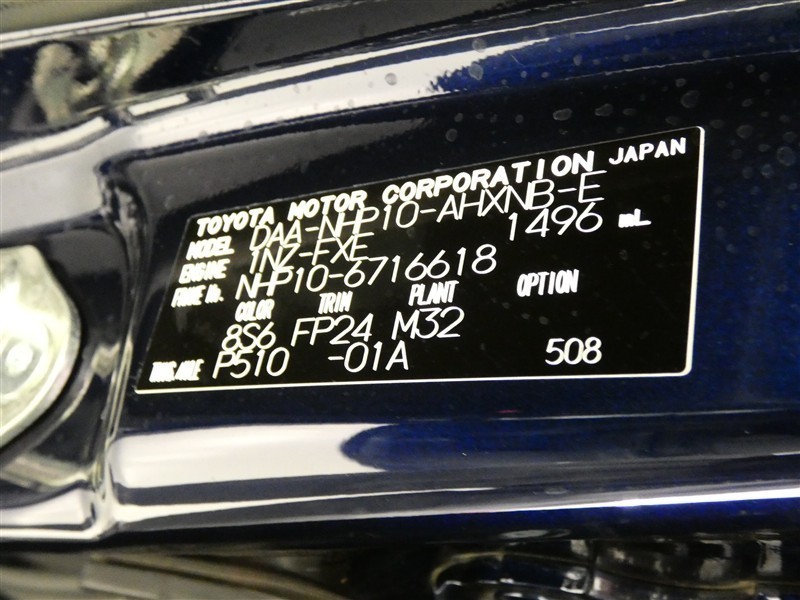 TOYOTA MOTOR CORPORATION JAPAN
MODEL DAA-NHP10-AHXNB-E
ENGINE 1NZ-FXE 1496 mL
FRAME No. NHP10-6716618
COLOR TRIM PLANT OPTION
8S6 FP24 M32
TRANS.AXLE P510 -01A 508